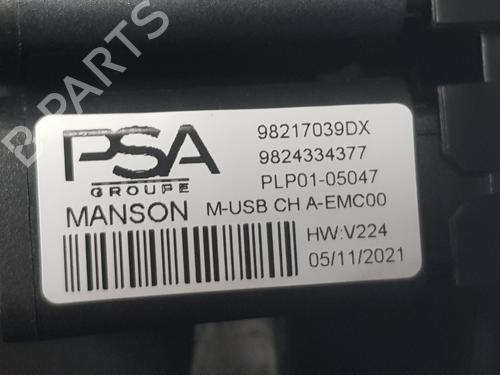 B-PARTS
PSA
GROUPE
98217039DX
9824334377
PLP01-05047
MANSON M-USB CH A-EMC00
HW:V224
05/11/2021